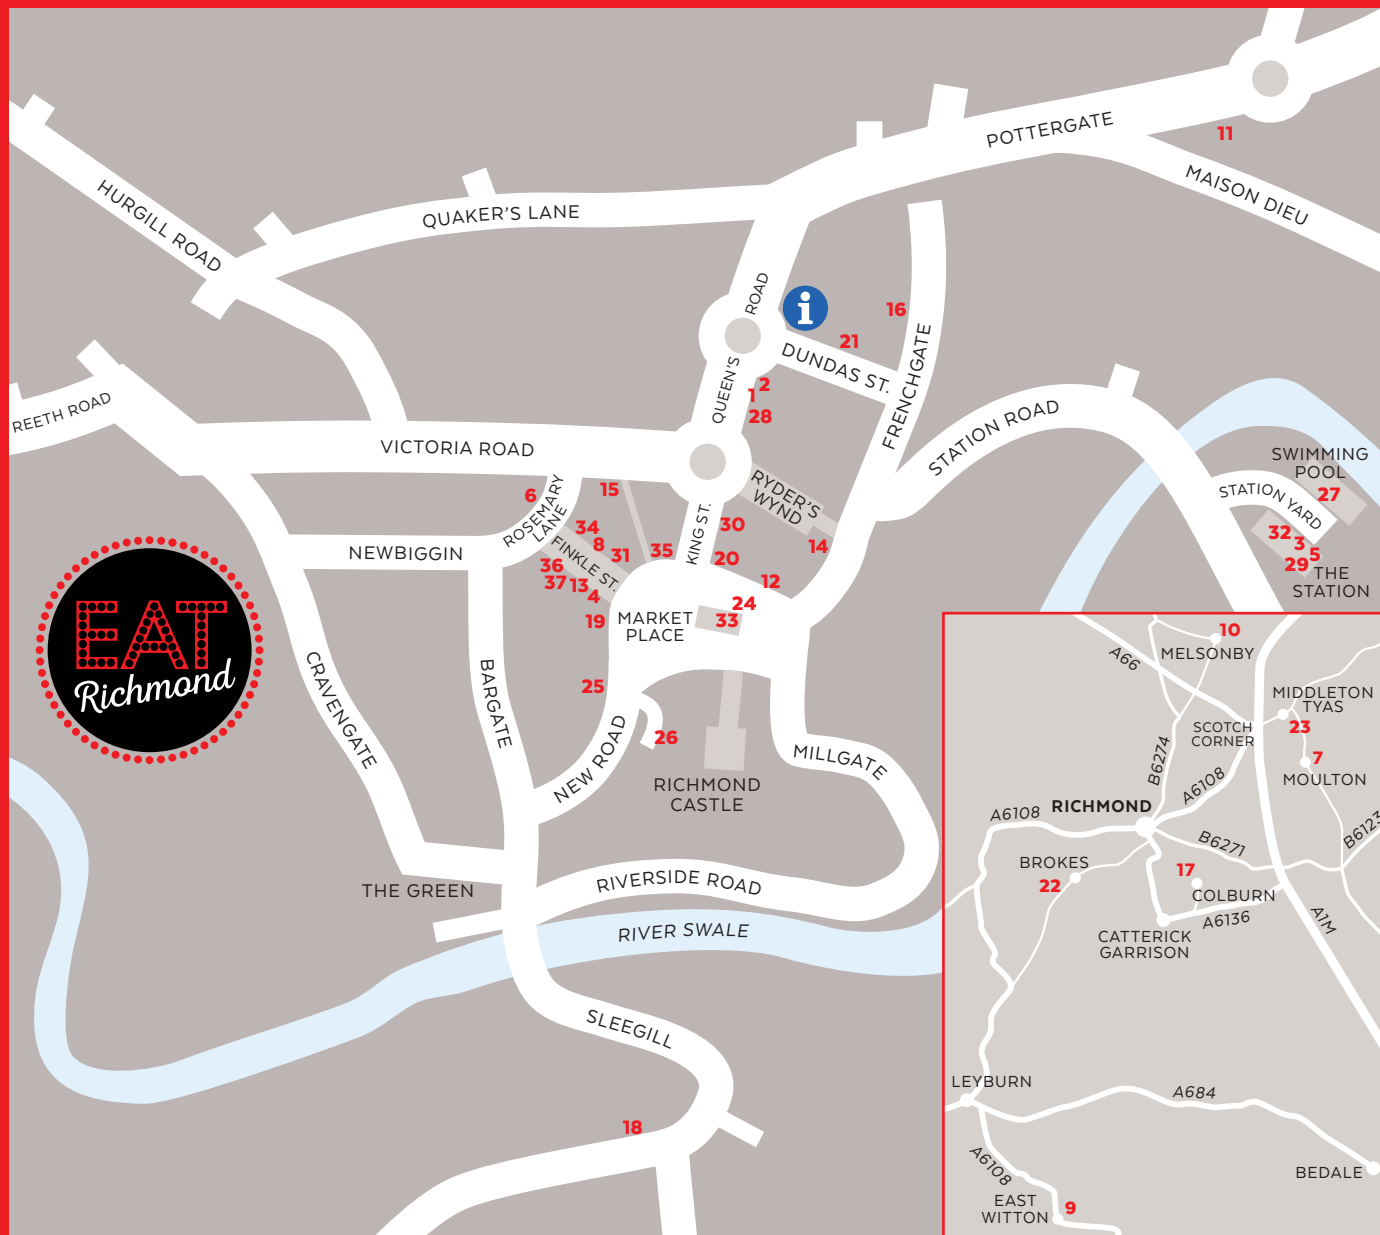 POTTERGATE
11
MAISON DIEU
HURGILL ROAD
QUAKER'S LANE
QUEEN'S ROAD
i
16
21
DUNDAS ST.
FRENCHGATE
2
1
28
REETH ROAD
VICTORIA ROAD
STATION ROAD
SWIMMING
POOL
27
STATION YARD
32
3
5
29
THE
STATION
RYDER'S
WYND
6
15
ROSEMARY
LANE
34
8
31
35
KING ST.
30
20
14
NEWBIGGIN
FINKLE ST.
36
37
13
4
12
24
33
19
MARKET
PLACE
EAT
Richmond
CRAVENGATE
BARGATE
25
26
NEW ROAD
RICHMOND
CASTLE
MILLGATE
THE GREEN
RIVERSIDE ROAD
RIVER SWALE
SLEEGILL
18
10
MELSONBY
A66
MIDDLETON
TYAS
23
SCOTCH
CORNER
7
MOULTON
B6274
A6108
RICHMOND
A6108
B6271
B6123
BROKES
22
17
COLBURN
A6136
CATTERICK
GARRISON
A1M
LEYBURN
A684
A6108
BEDALE
EAST
WITTON
9